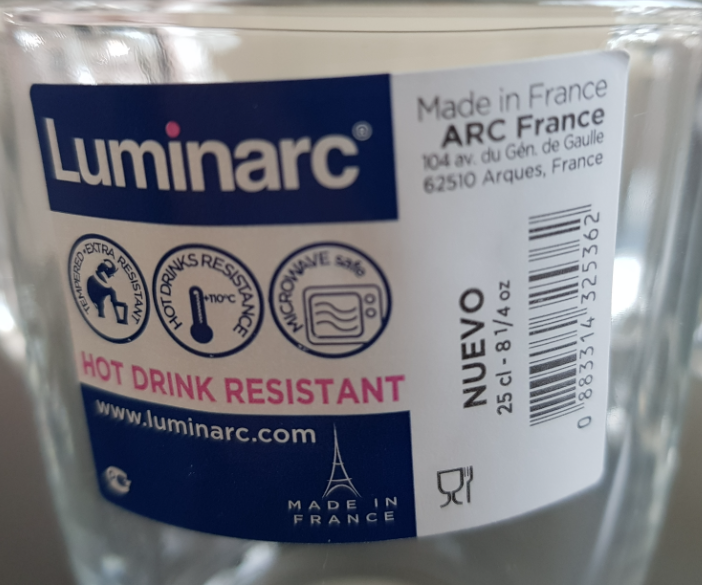 Luminarc®
TEMPERED•EXTRA RESISTANT
HOT DRINKS RESISTANCE
+110°C
MICROWAVE safe
HOT DRINK RESISTANT
www.luminarc.com
MADE IN
FRANCE
Made in France
ARC France
104 av. du Gén. de Gaulle
62510 Arques, France
NUEVO
25 cl - 8 1/4 oz
0 883314 325362